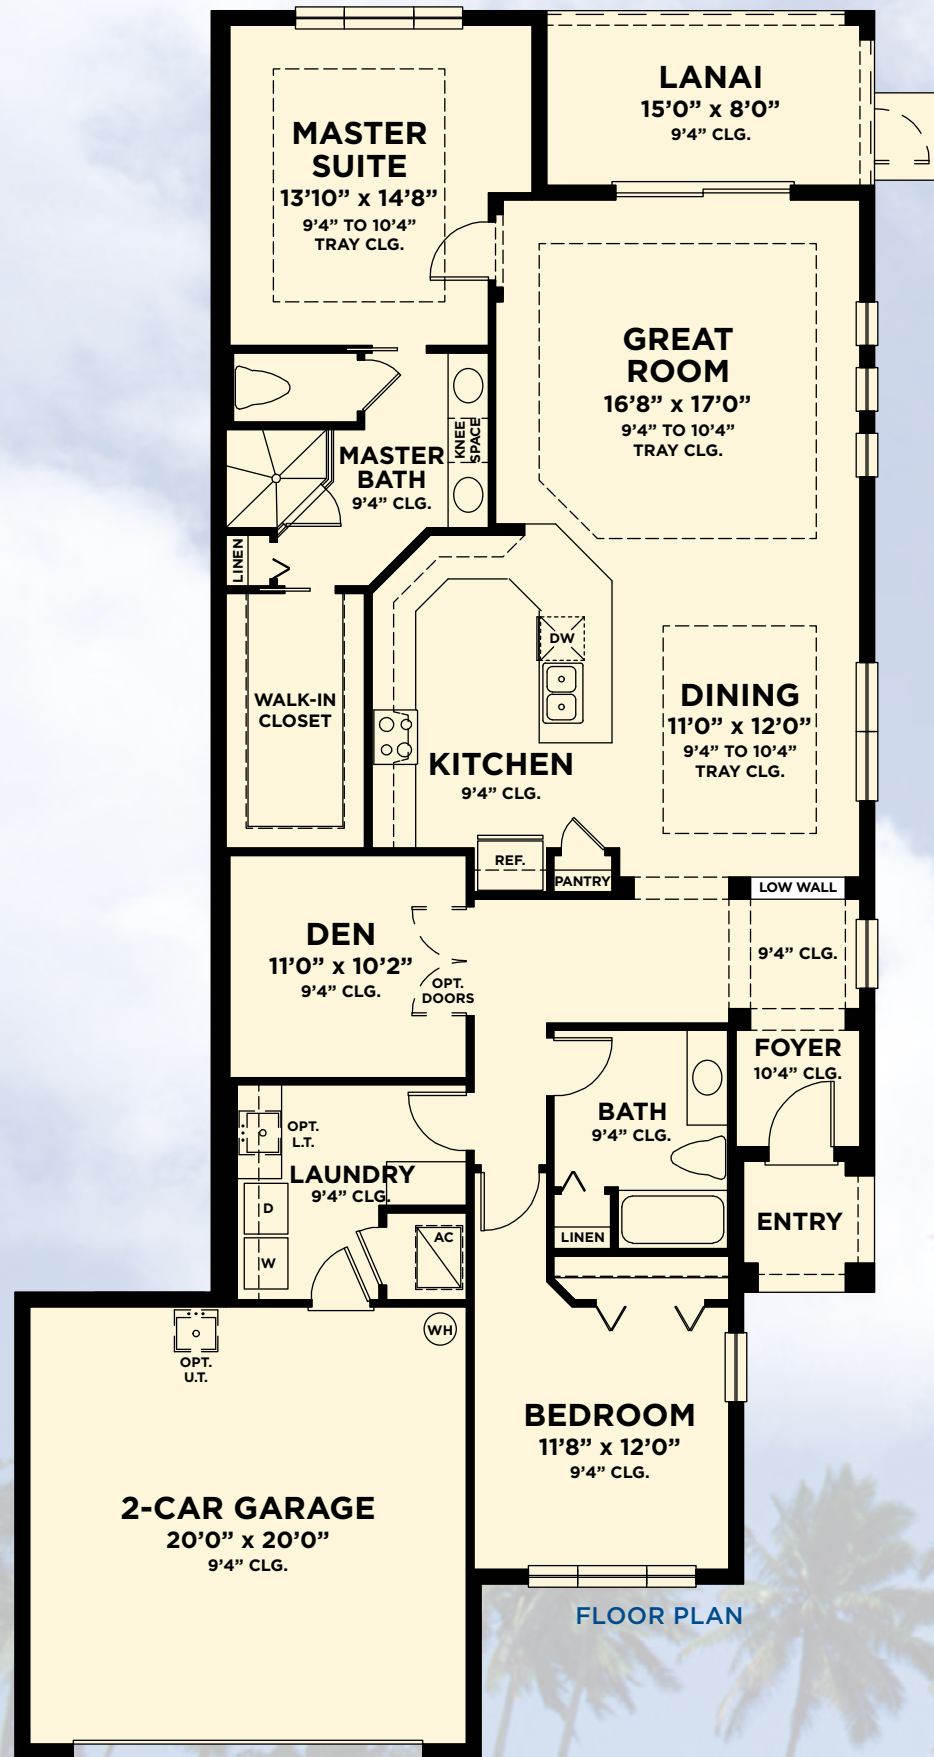 LANAI
15’0” x 8’0”
9’4” CLG.
MASTER
SUITE
13’10” x 14’8”
9’4” TO 10’4”
TRAY CLG.
GREAT
ROOM
16’8” x 17’0”
9’4” TO 10’4”
TRAY CLG.
KNEE
SPACE
MASTER
BATH
9’4” CLG.
LINEN
DW
WALK-IN
CLOSET
DINING
11’0” x 12’0”
9’4” TO 10’4”
TRAY CLG.
KITCHEN
9’4” CLG.
REF.
PANTRY
LOW WALL
DEN
11’0” x 10’2”
9’4” CLG.
OPT.
DOORS
9’4” CLG.
FOYER
10’4” CLG.
BATH
9’4” CLG.
OPT.
L.T.
LAUNDRY
9’4” CLG.
D
W
AC
LINEN
ENTRY
WH
OPT.
U.T.
BEDROOM
11’8” x 12’0”
9’4” CLG.
2-CAR GARAGE
20’0” x 20’0”
9’4” CLG.
FLOOR PLAN